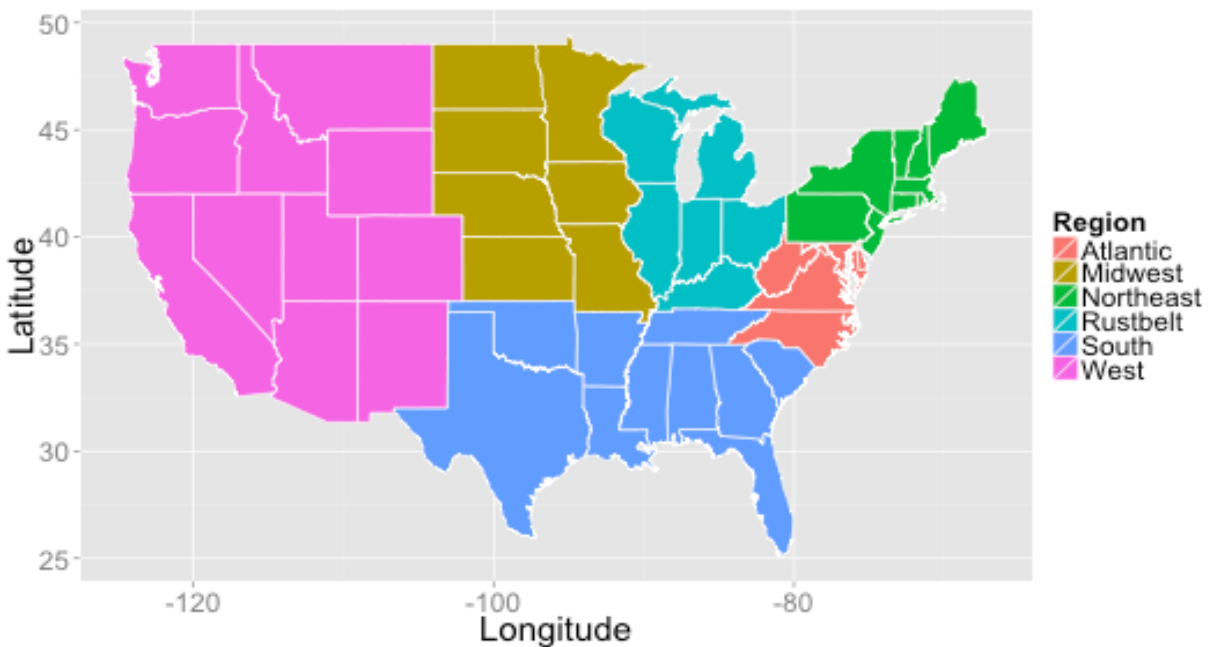 50
45
40
35
30
25
Latitude
-120
-100
-80
Longitude
Region
Atlantic
Midwest
Northeast
Rustbelt
South
West